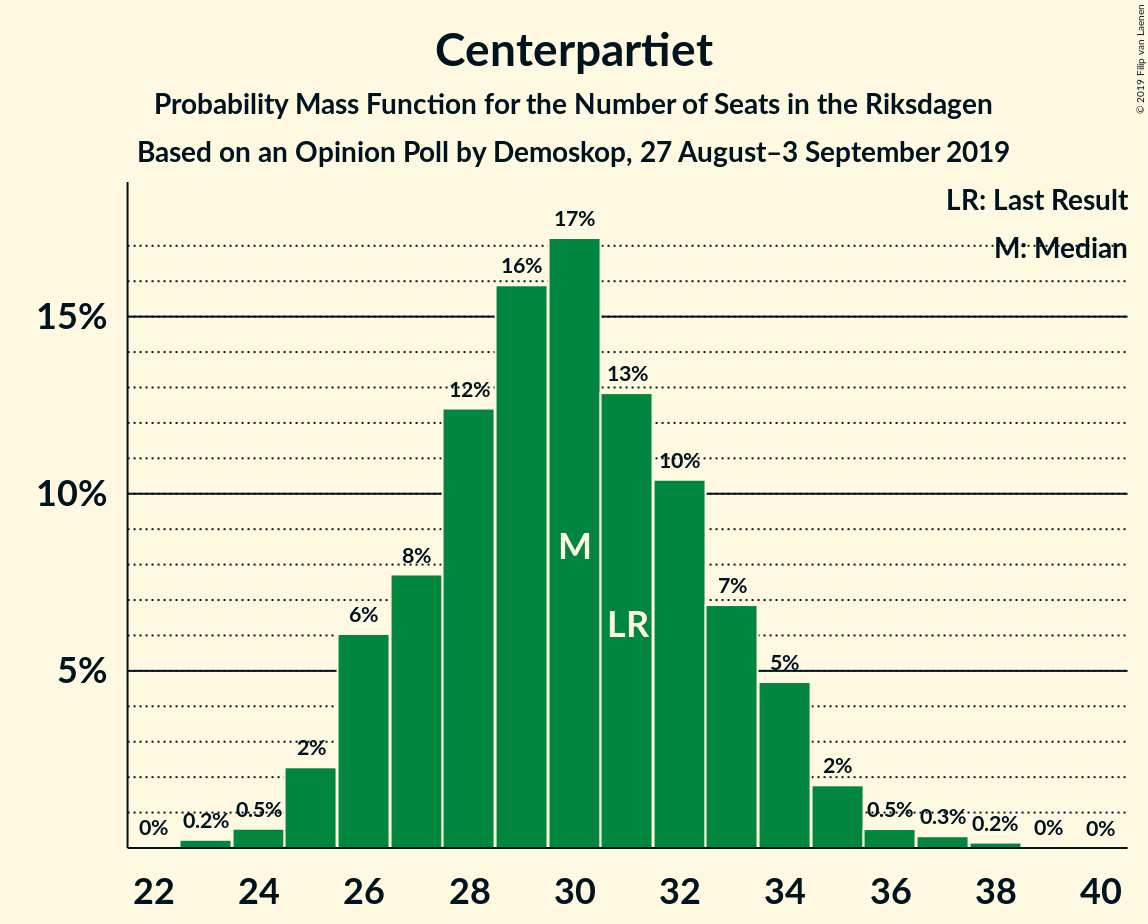 Centerpartiet
Probability Mass Function for the Number of Seats in the Riksdagen
Based on an Opinion Poll by Demoskop, 27 August–3 September 2019
© 2019 Filip van Laenen
LR: Last Result
M: Median
17%
16%
15%
13%
12%
10%
10%
M
8%
7%
LR
6%
5%
5%
2%
2%
0% 0.2% 0.5% 0.5% 0.3% 0.2% 0% 0%
22 24 26 28 30 32 34 36 38 40